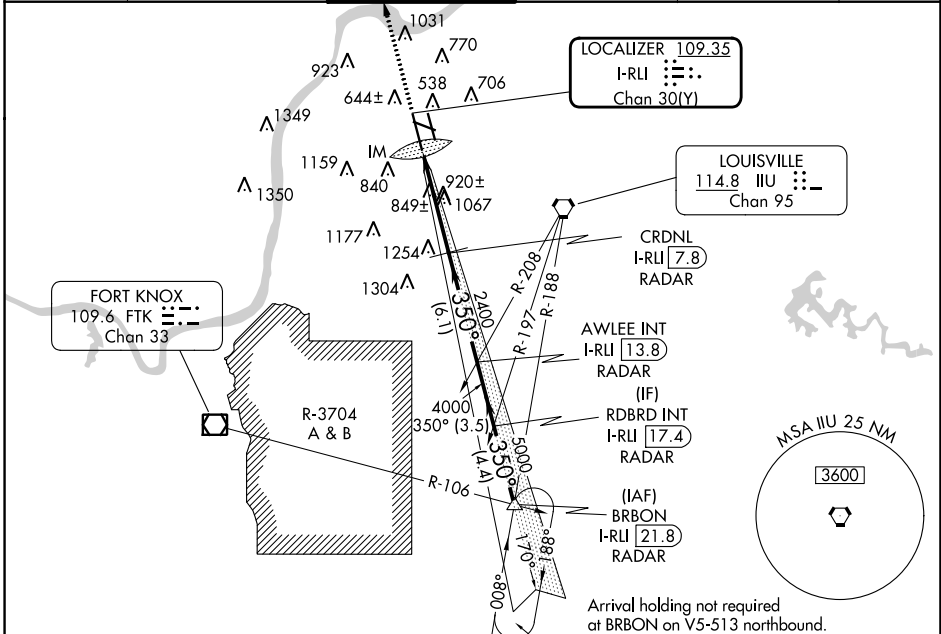 1031
770
923
644±
538
706
LOCALIZER 109.35
I-RLI
Chan 30(Y)
1349
IM
1159
840
1350
920±
849±
1067
LOUISVILLE
114.8 IIU
Chan 95
1177
1254
1304
CRDNL
I-RLI 7.8
RADAR
R-208
R-197
R-188
2400
350°
(6.1)
FORT KNOX
109.6 FTK
Chan 33
AWLEE INT
I-RLI 13.8
RADAR
R-3704
A & B
4000
350° (3.5)
(IF)
RDBRD INT
I-RLI 17.4
RADAR
MSA IIU 25 NM
3600
5000
350°
(4.4)
R-106
(IAF)
BRBON
I-RLI 21.8
RADAR
170°
188°
008°
Arrival holding not required
at BRBON on V5-513 northbound.